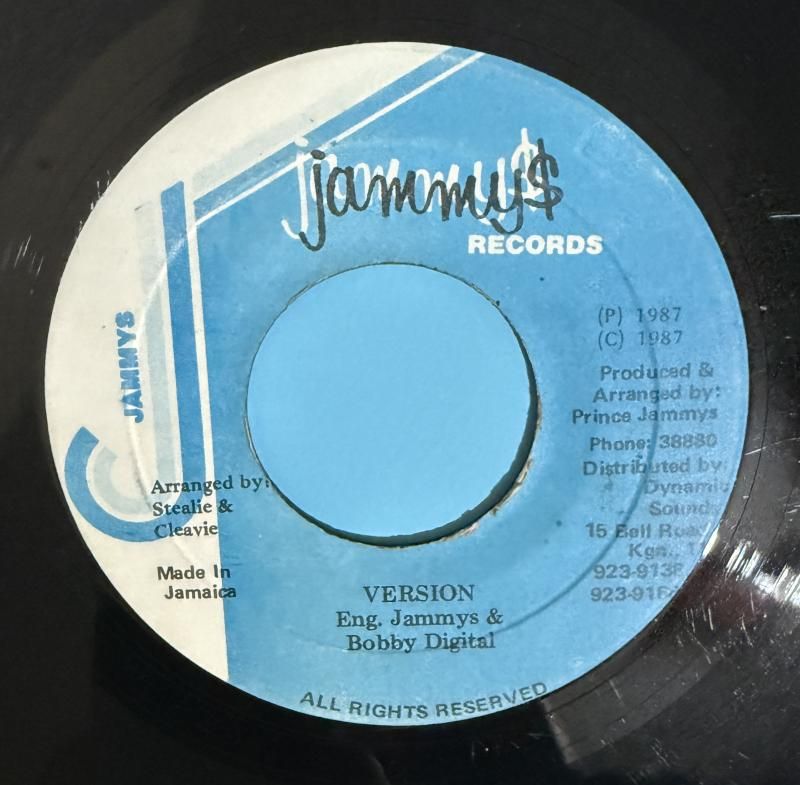 jammy$
RECORDS
JAMMYS
(P) 1987
(C) 1987
Produced &
Arranged by:
Prince Jammys
Phone: 38880
Distributed by:
Dynamic
Sounds
15 Bell
Kgn.
Arranged by:
Stealie &
Cleavie
Made In
Jamaica
VERSION
Eng. Jammys &
Bobby Digital
ALL RIGHTS RESERVED